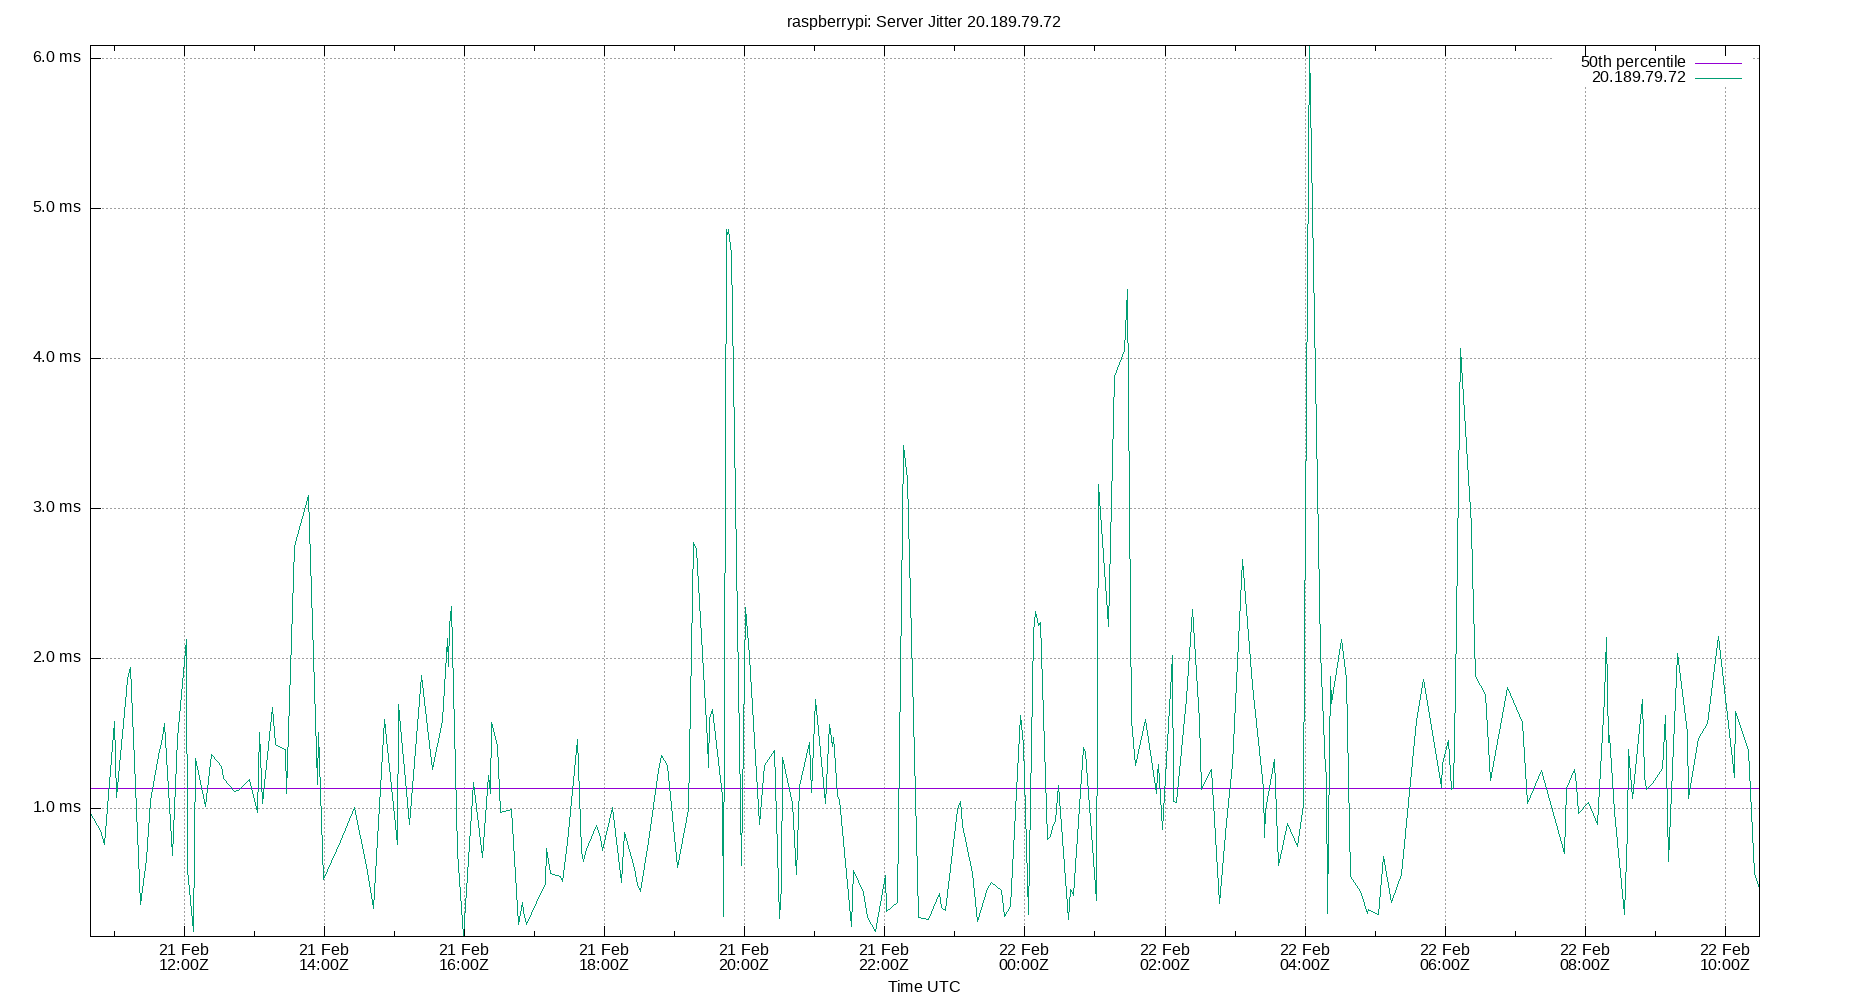 raspberrypi: Server Jitter 20.189.79.72
6.0 ms
5.0 ms
4.0 ms
3.0 ms
2.0 ms
1.0 ms
50th percentile
20.189.79.72
21 Feb 21 Feb 21 Feb 21 Feb 21 Feb 21 Feb 22 Feb 22 Feb 22 Feb 22 Feb 22 Feb 22 Feb
12:00Z 14:00Z 16:00Z 18:00Z 20:00Z 22:00Z 00:00Z 02:00Z 04:00Z 06:00Z 08:00Z 10:00Z
Time UTC